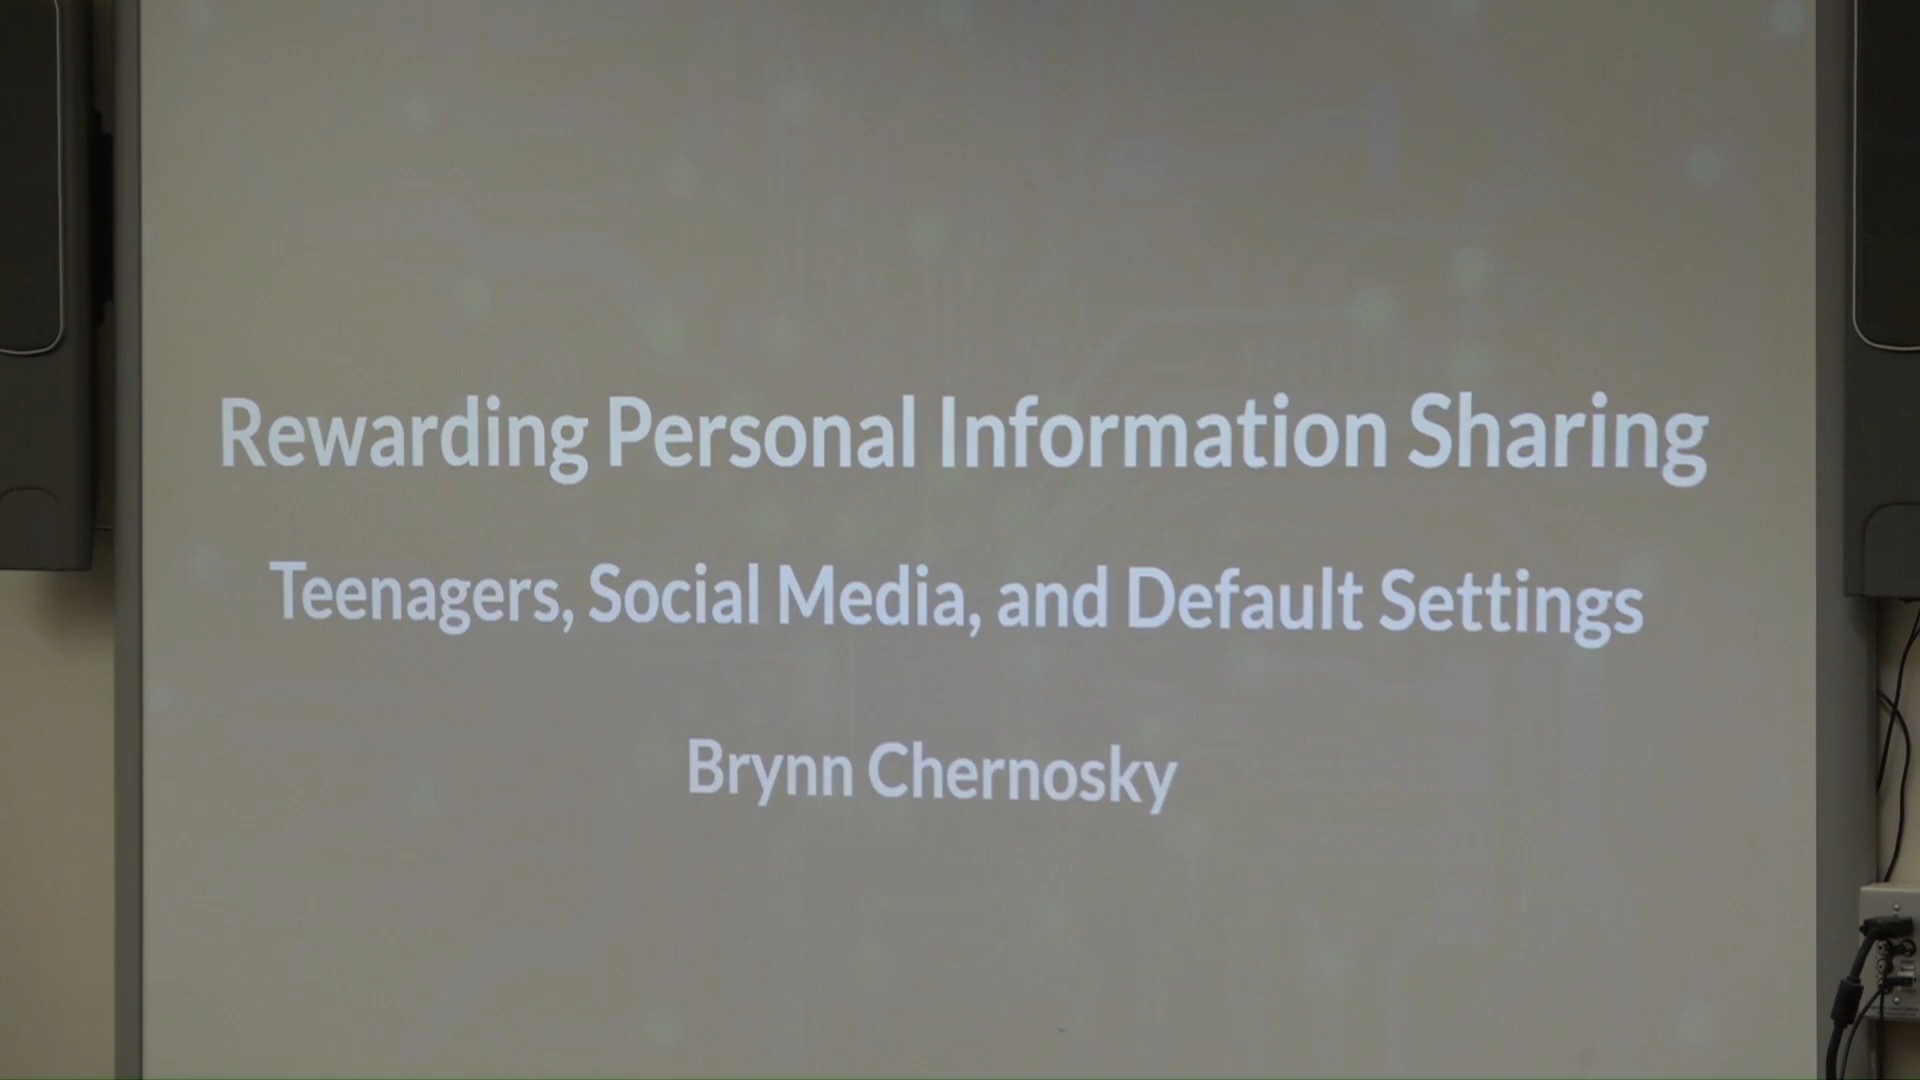 Rewarding Personal Information Sharing
Teenagers, Social Media, and Default Settings
Brynn Chernosky